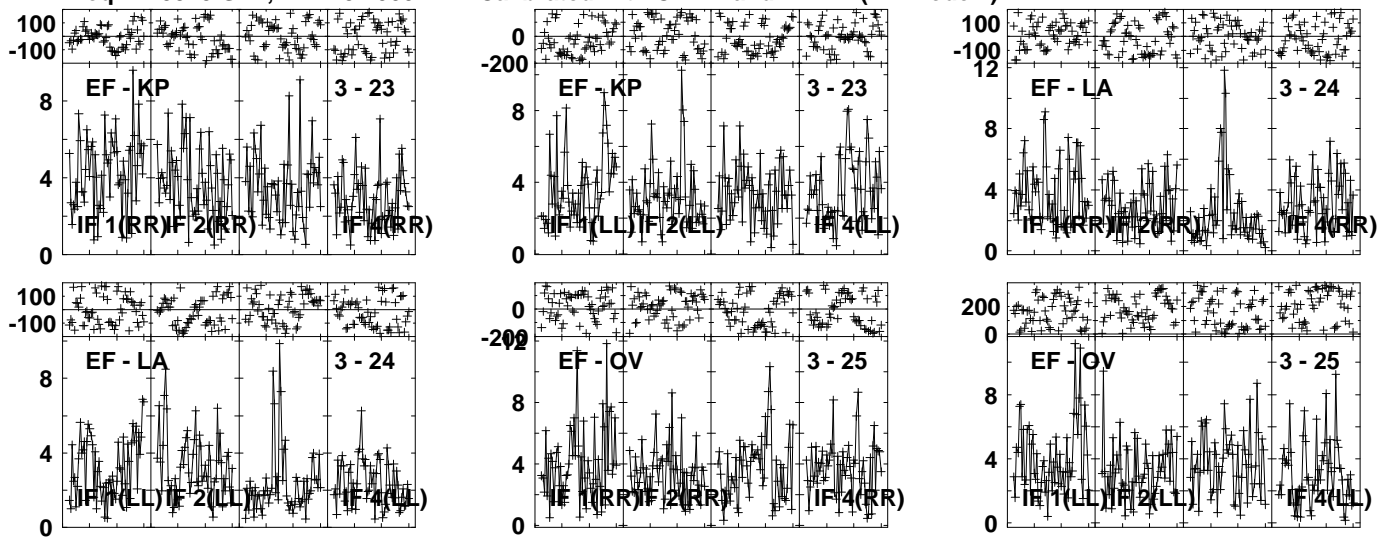 100 0 100
-100 -200 -100
EF - KP 3 - 23 EF - KP 3 - 23 12 EF - LA 3 - 24
8 8 8
4 4 4
IF 1(RR) IF 2(RR) IF 4(RR) IF 1(LL) IF 2(LL) IF 4(LL) IF 1(RR) IF 2(RR) IF 4(RR)
0 0 0
100 0 200
-100 -200 0
EF - LA 3 - 24 12 EF - OV 3 - 25 EF - OV 3 - 25
8 8 8
4 4 4
IF 1(LL) IF 2(LL) IF 4(LL) IF 1(RR) IF 2(RR) IF 4(RR) IF 1(LL) IF 2(LL) IF 4(LL)
0 0 0